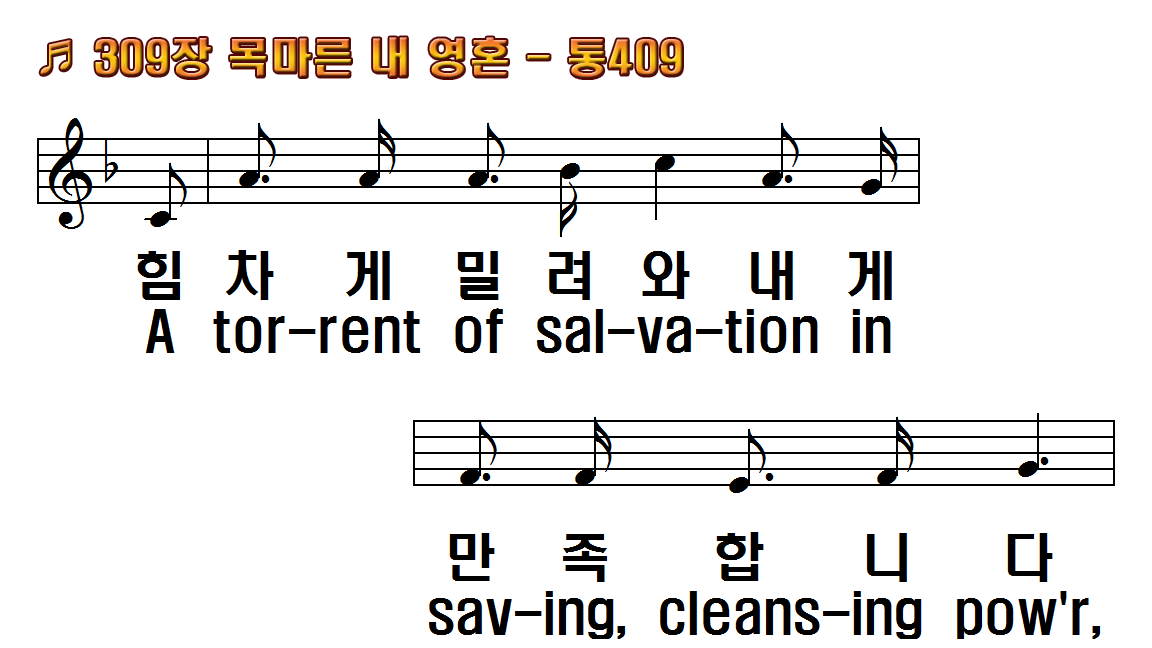 ♬ 309장 목마른 내 영혼 - 통409
힘 차 게 밀 려 와 내 게
A tor-rent of sal-va-tion in
만 족 합 니 다
sav-ing, cleans-ing pow'r,